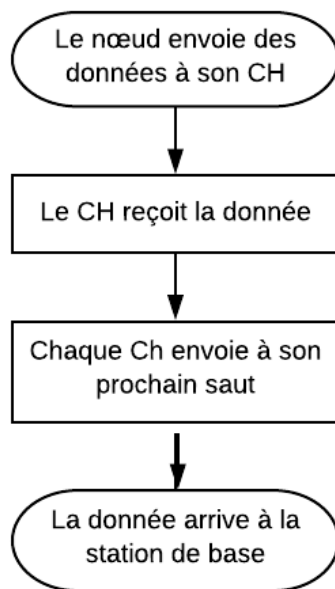 Le nœud envoie des
données à son CH
Le CH reçoit la donnée
Chaque Ch envoie à son
prochain saut
La donnée arrive à la
station de base